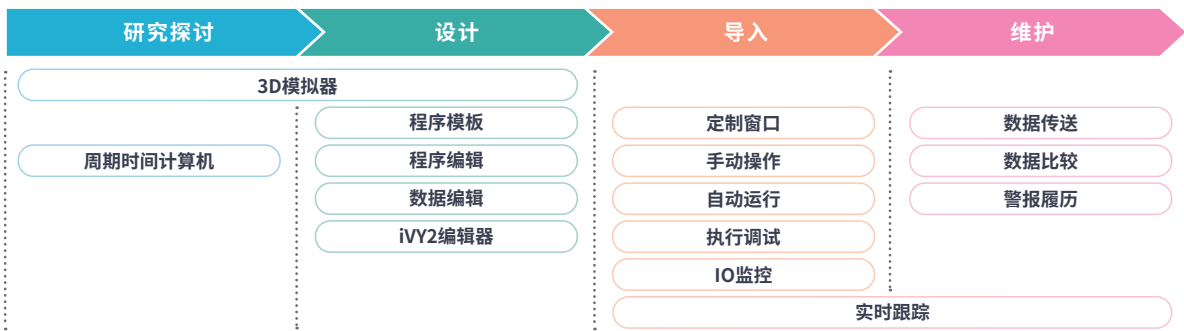 研究探讨
设计
导入
维护
3D模拟器
程序模板
定制窗口
数据传送
周期时间计算机
程序编辑
手动操作
数据比较
数据编辑
自动运行
警报履历
iVY2编辑器
执行调试
IO监控
实时跟踪